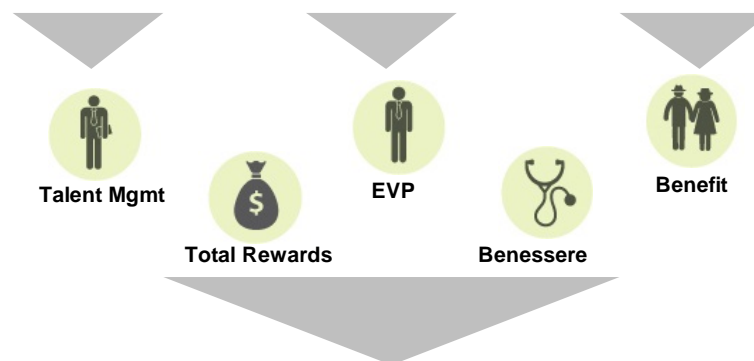 Talent Mgmt
$
Total Rewards
EVP
Benessere
Benefit